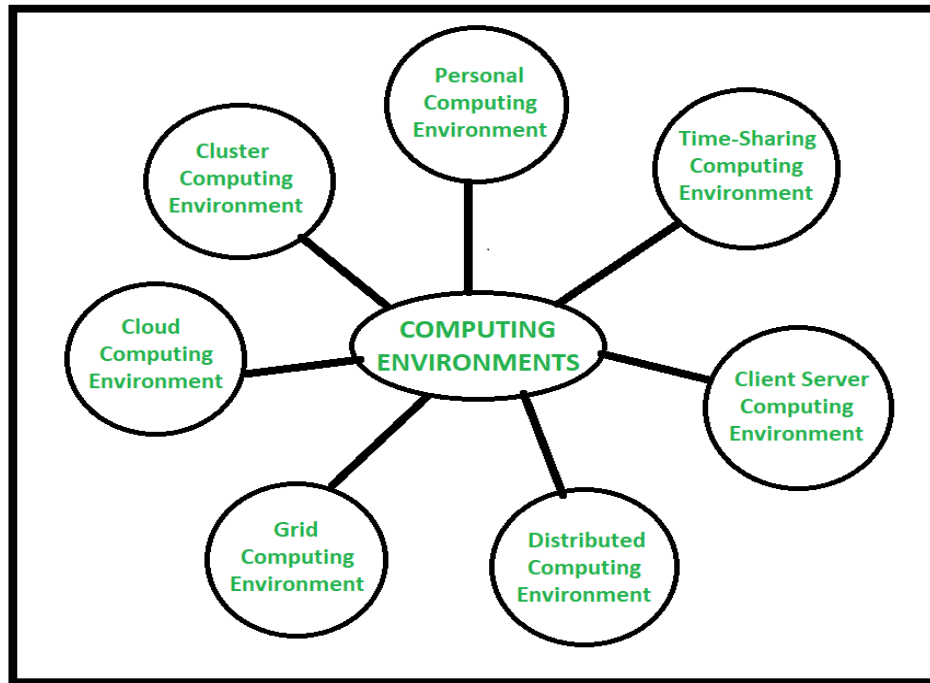 Personal
Computing
Environment
Time-Sharing
Computing
Environment
Cluster
Computing
Environment
COMPUTING
ENVIRONMENTS
Cloud
Computing
Environment
Client Server
Computing
Environment
Grid
Computing
Environment
Distributed
Computing
Environment